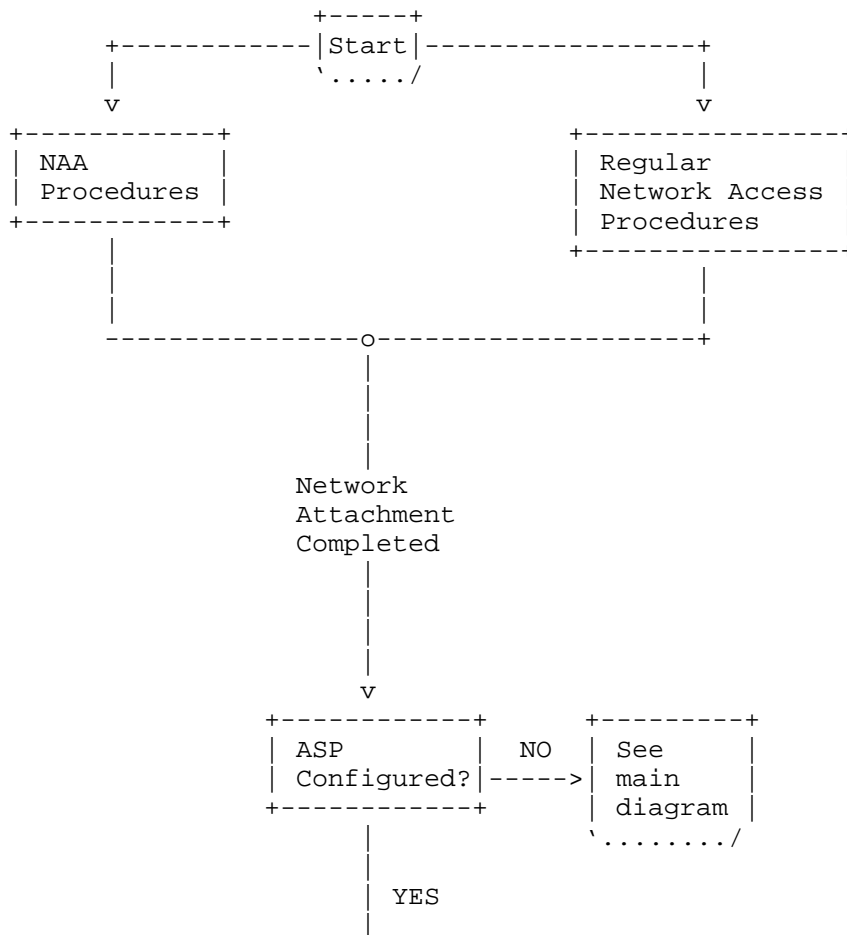 Start
NAA
Procedures
Regular
Network Access
Procedures
Network
Attachment
Completed
ASP
Configured?
NO
See
main
diagram
YES